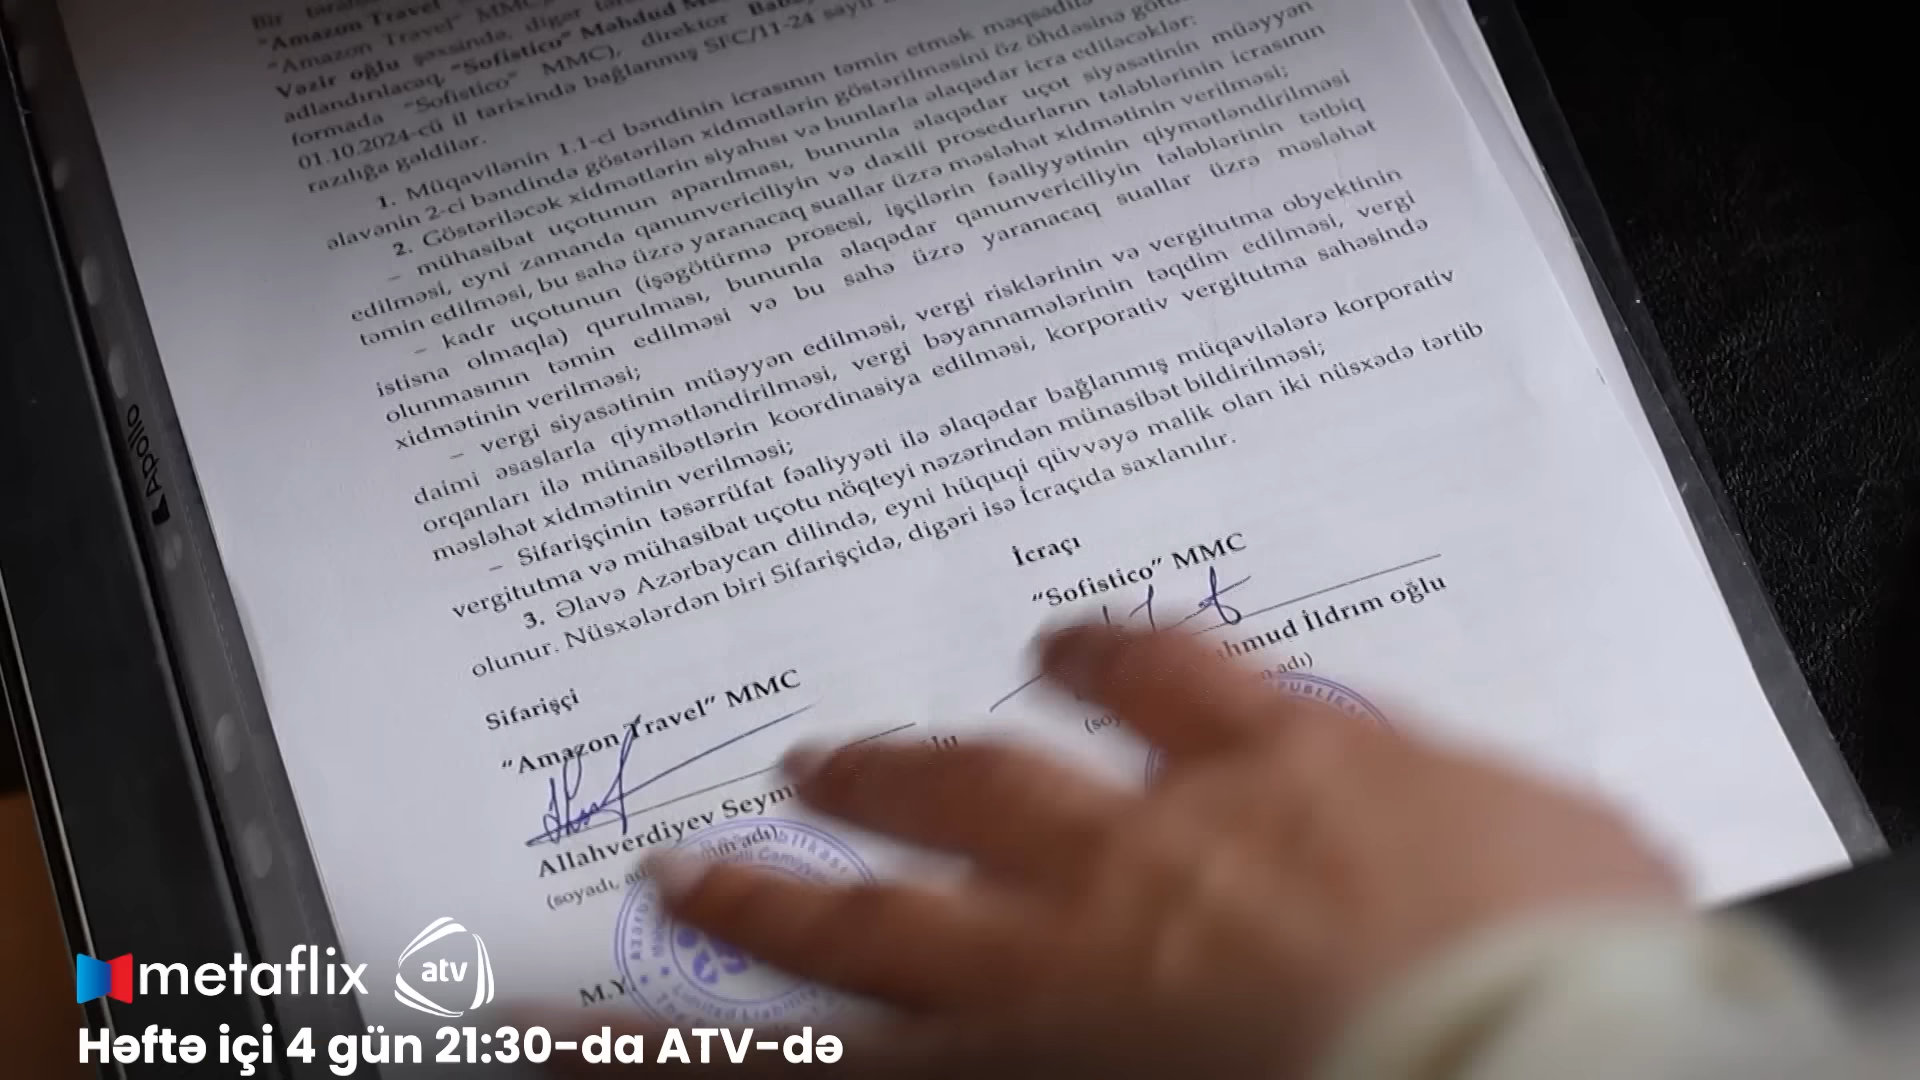 Bir
"Amazon Travel"
"Amazon Travel" MMC
Vəzir oğlu şəxsində, digər
adlandırılacaq, "Sofistico" Məhdud
formada "Sofistico" MMC), direktor
01.10.2024-cü il tarixində bağlanmış SFC/11-24 saylı
razılığa gəldilər.
1. Müqavilənin 1.1-ci bəndinin icrasının təmin etmək məqsədilə
əlavənin 2-ci bəndində göstərilən xidmətlərin göstərilməsini öz öhdəsinə
2. Göstəriləcək xidmətlərin siyahısı və bunlarla əlaqədar icra ediləcəklər:
– mühasibat uçotunun aparılması, bununla əlaqədar uçot siyasətinin müəyyən
edilməsi, eyni zamanda qanunvericiliyin və daxili prosedurların tələblərinin icrasının
təmin edilməsi, bu sahə üzrə yaranacaq suallar üzrə məsləhət xidmətinin verilməsi;
– kadr uçotunun (işəgötürmə prosesi, işçilərin fəaliyyətinin qiymətləndirilməsi
istisna olmaqla) qurulması, bununla əlaqədar qanunvericiliyin tələblərinin tətbiq
olunmasının təmin edilməsi və bu sahə üzrə yaranacaq suallar üzrə məsləhət
xidmətinin verilməsi;
– vergi siyasətinin müəyyən edilməsi, vergi risklərinin və vergitutma obyektinin
daimi əsaslarla qiymətləndirilməsi, vergi bəyannamələrinin təqdim edilməsi, vergi
orqanları ilə münasibətlərin koordinasiya edilməsi, korporativ vergitutma sahəsində
məsləhət xidmətinin verilməsi;
– Sifarişçinin təsərrüfat fəaliyyəti ilə əlaqədar bağlanmış müqavilələrə korporativ
vergitutma və mühasibat uçotu nöqteyi nəzərindən münasibət bildirilməsi;
3. Əlavə Azərbaycan dilində, eyni hüquqi qüvvəyə malik olan iki nüsxədə tərtib
olunur. Nüsxələrdən biri Sifarişçidə, digəri isə İcraçıda saxlanılır.
Sifarişçi
"Amazon Travel" MMC
Allahverdiyev
(soyadı,
M.Y.
İcraçı
"Sofistico" MMC
İldrım oğlu
adı)
Apollo
metaflix atv
Həftə içi 4 gün 21:30-da ATV-də